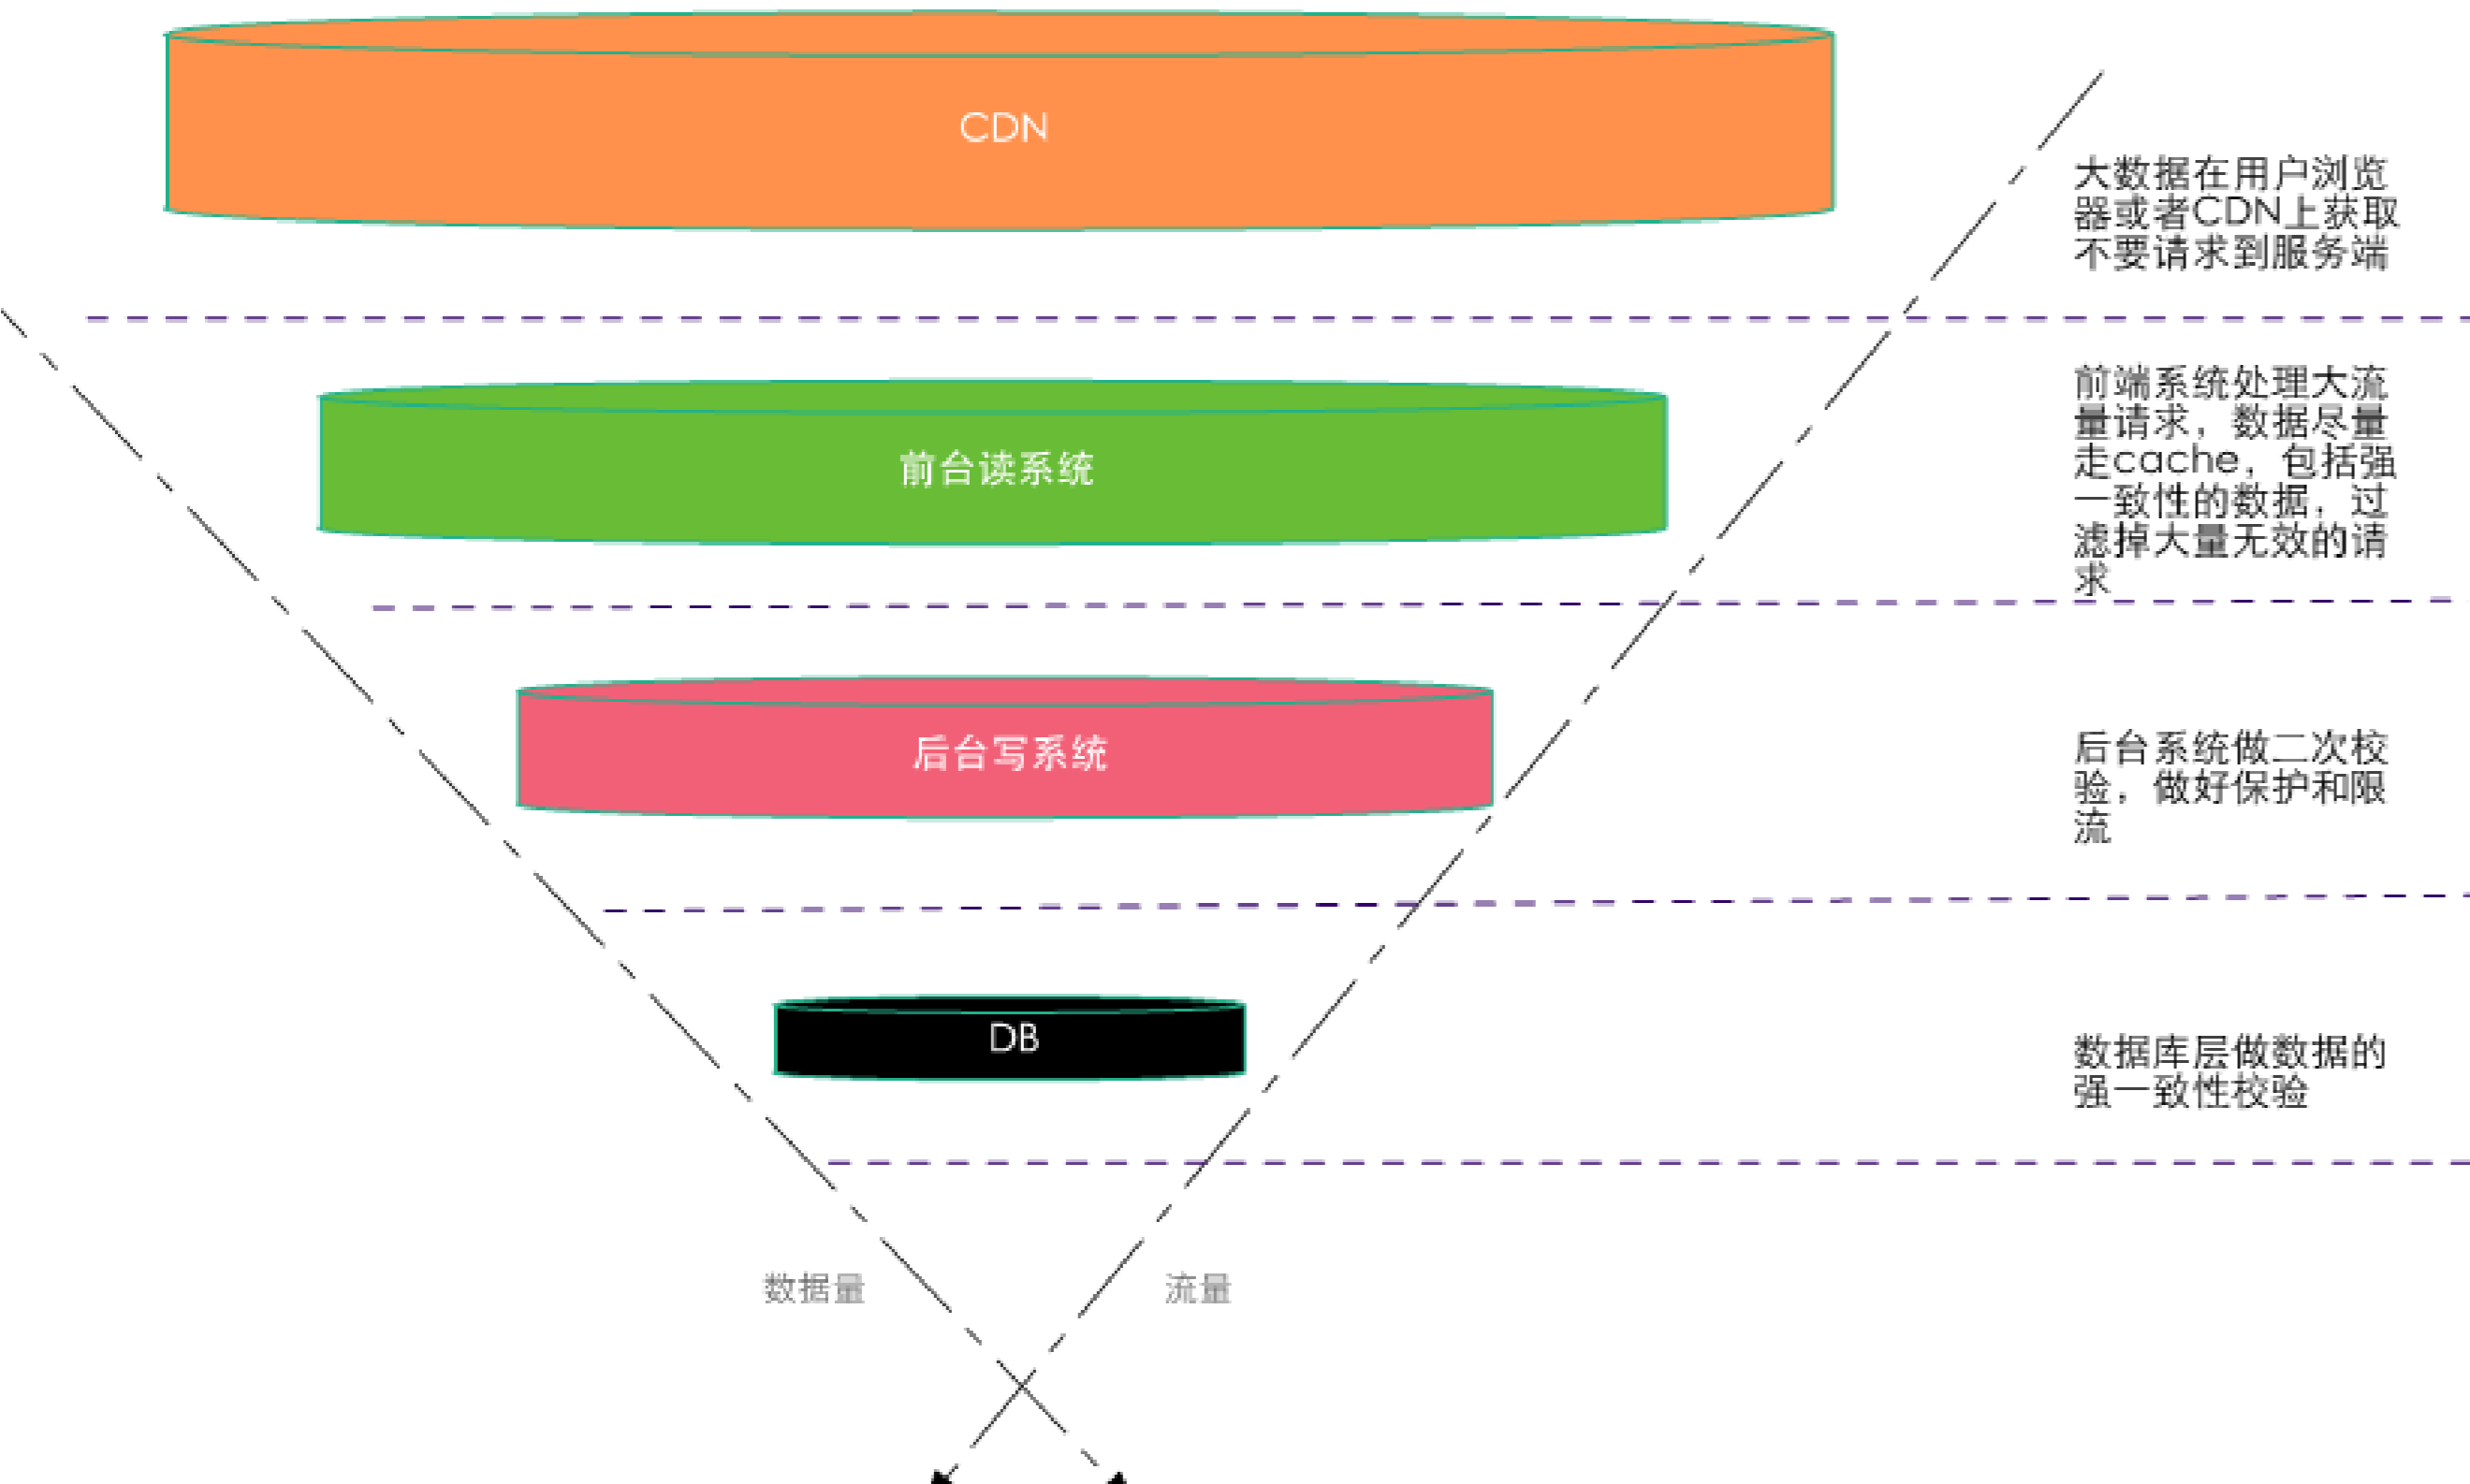 CDN
大数据在用户浏览
器或者CDN上获取
不要请求到服务端
前台读系统
前端系统处理大流
量请求，数据尽量
走cache，包括强
一致性的数据，过
滤掉大量无效的请
求
后台写系统
后台系统做二次校
验，做好保护和限
流
DB
数据库层做数据的
强一致性校验
数据量
流量